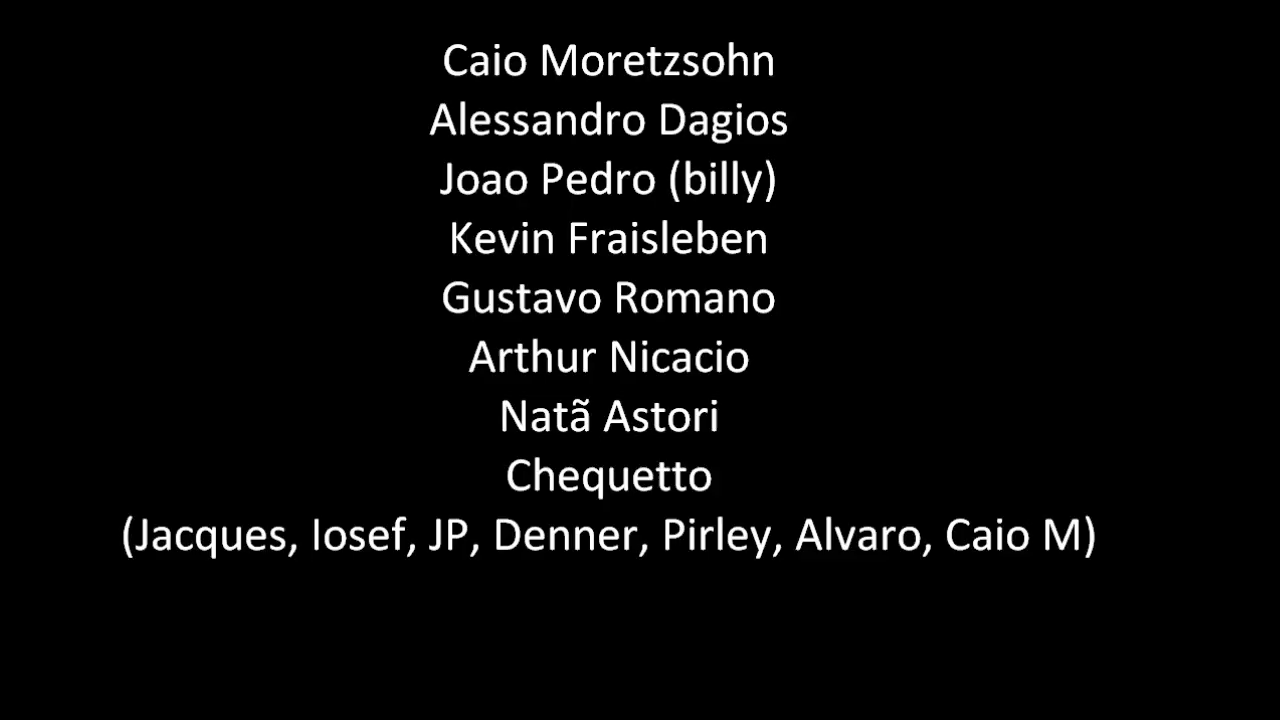 Caio Moretzsohn
Alessandro Dagios
Joao Pedro (billy)
Kevin Fraisleben
Gustavo Romano
Arthur Nicacio
Natã Astori
Chequetto
(Jacques, Iosef, JP, Denner, Pirley, Alvaro, Caio M)